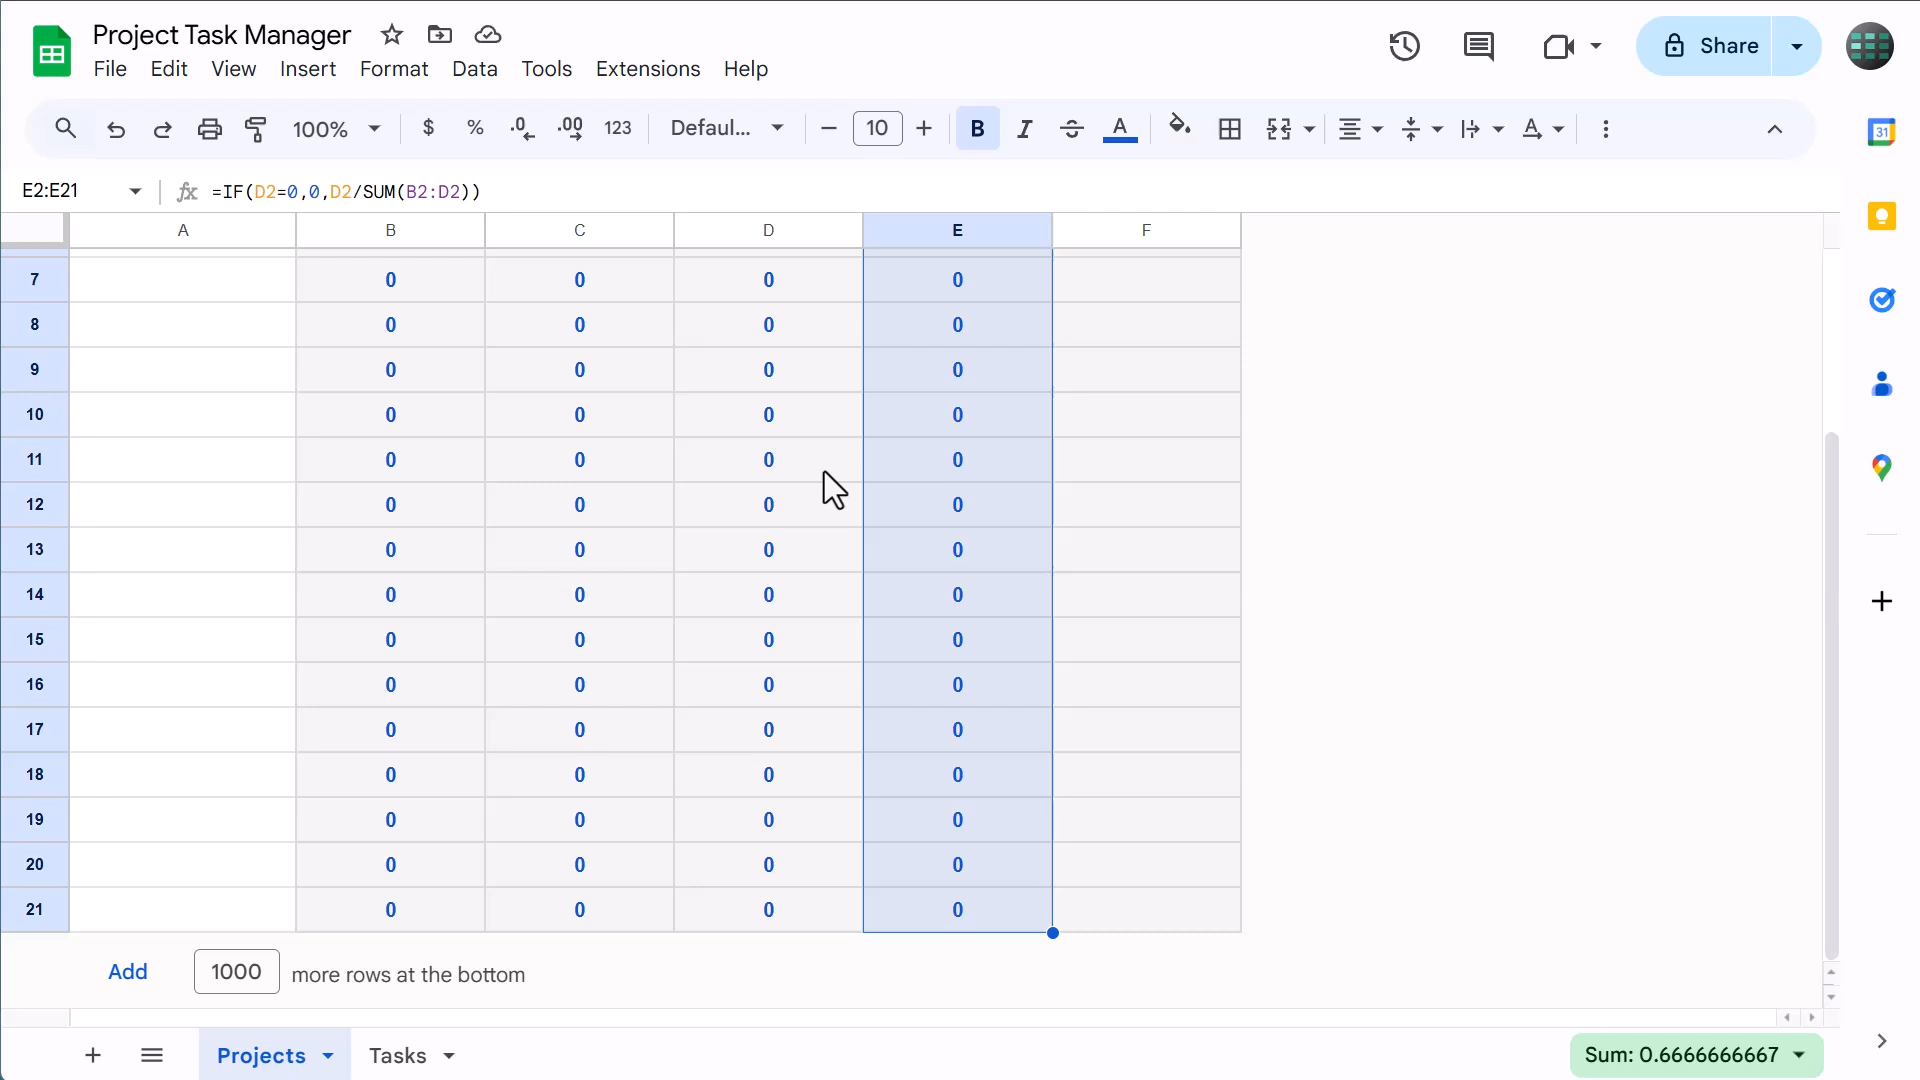 Project Task Manager
File Edit View Insert Format Data Tools Extensions Help
Share
100% $ % .0 .00 123 Defaul... 10 B I A
31
E2:E21 fx =IF(D2=0,0,D2/SUM(B2:D2))
A B C D E F
7 0 0 0 0
8 0 0 0 0
9 0 0 0 0
10 0 0 0 0
11 0 0 0 0
12 0 0 0 0
13 0 0 0 0
14 0 0 0 0
15 0 0 0 0
16 0 0 0 0
17 0 0 0 0
18 0 0 0 0
19 0 0 0 0
20 0 0 0 0
21 0 0 0 0
Add 1000 more rows at the bottom
Projects Tasks Sum: 0.6666666667